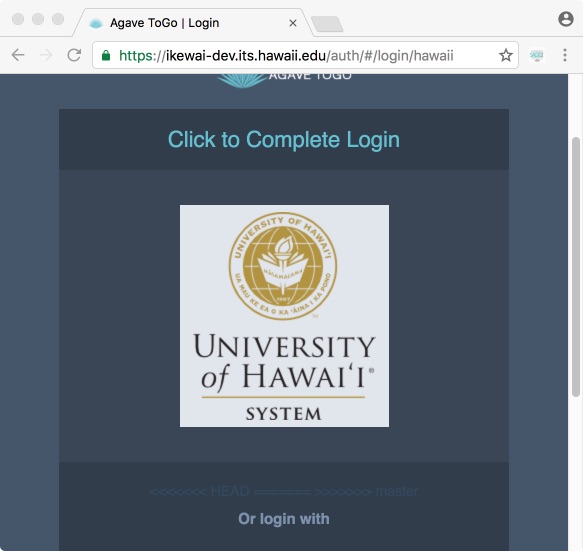 Agave ToGo | Login
https://ikewai-dev.its.hawaii.edu/auth/#/login/hawaii
AGAVE TOGO
Click to Complete Login
UNIVERSITY OF HAWAI'I
UA MAU KE EA O KA 'ĀINA I KA PONO
MALAMALAMA
1907
UNIVERSITY
of HAWAI‘I®
SYSTEM
<<<<<<< HEAD ======= >>>>>>> master
Or login with